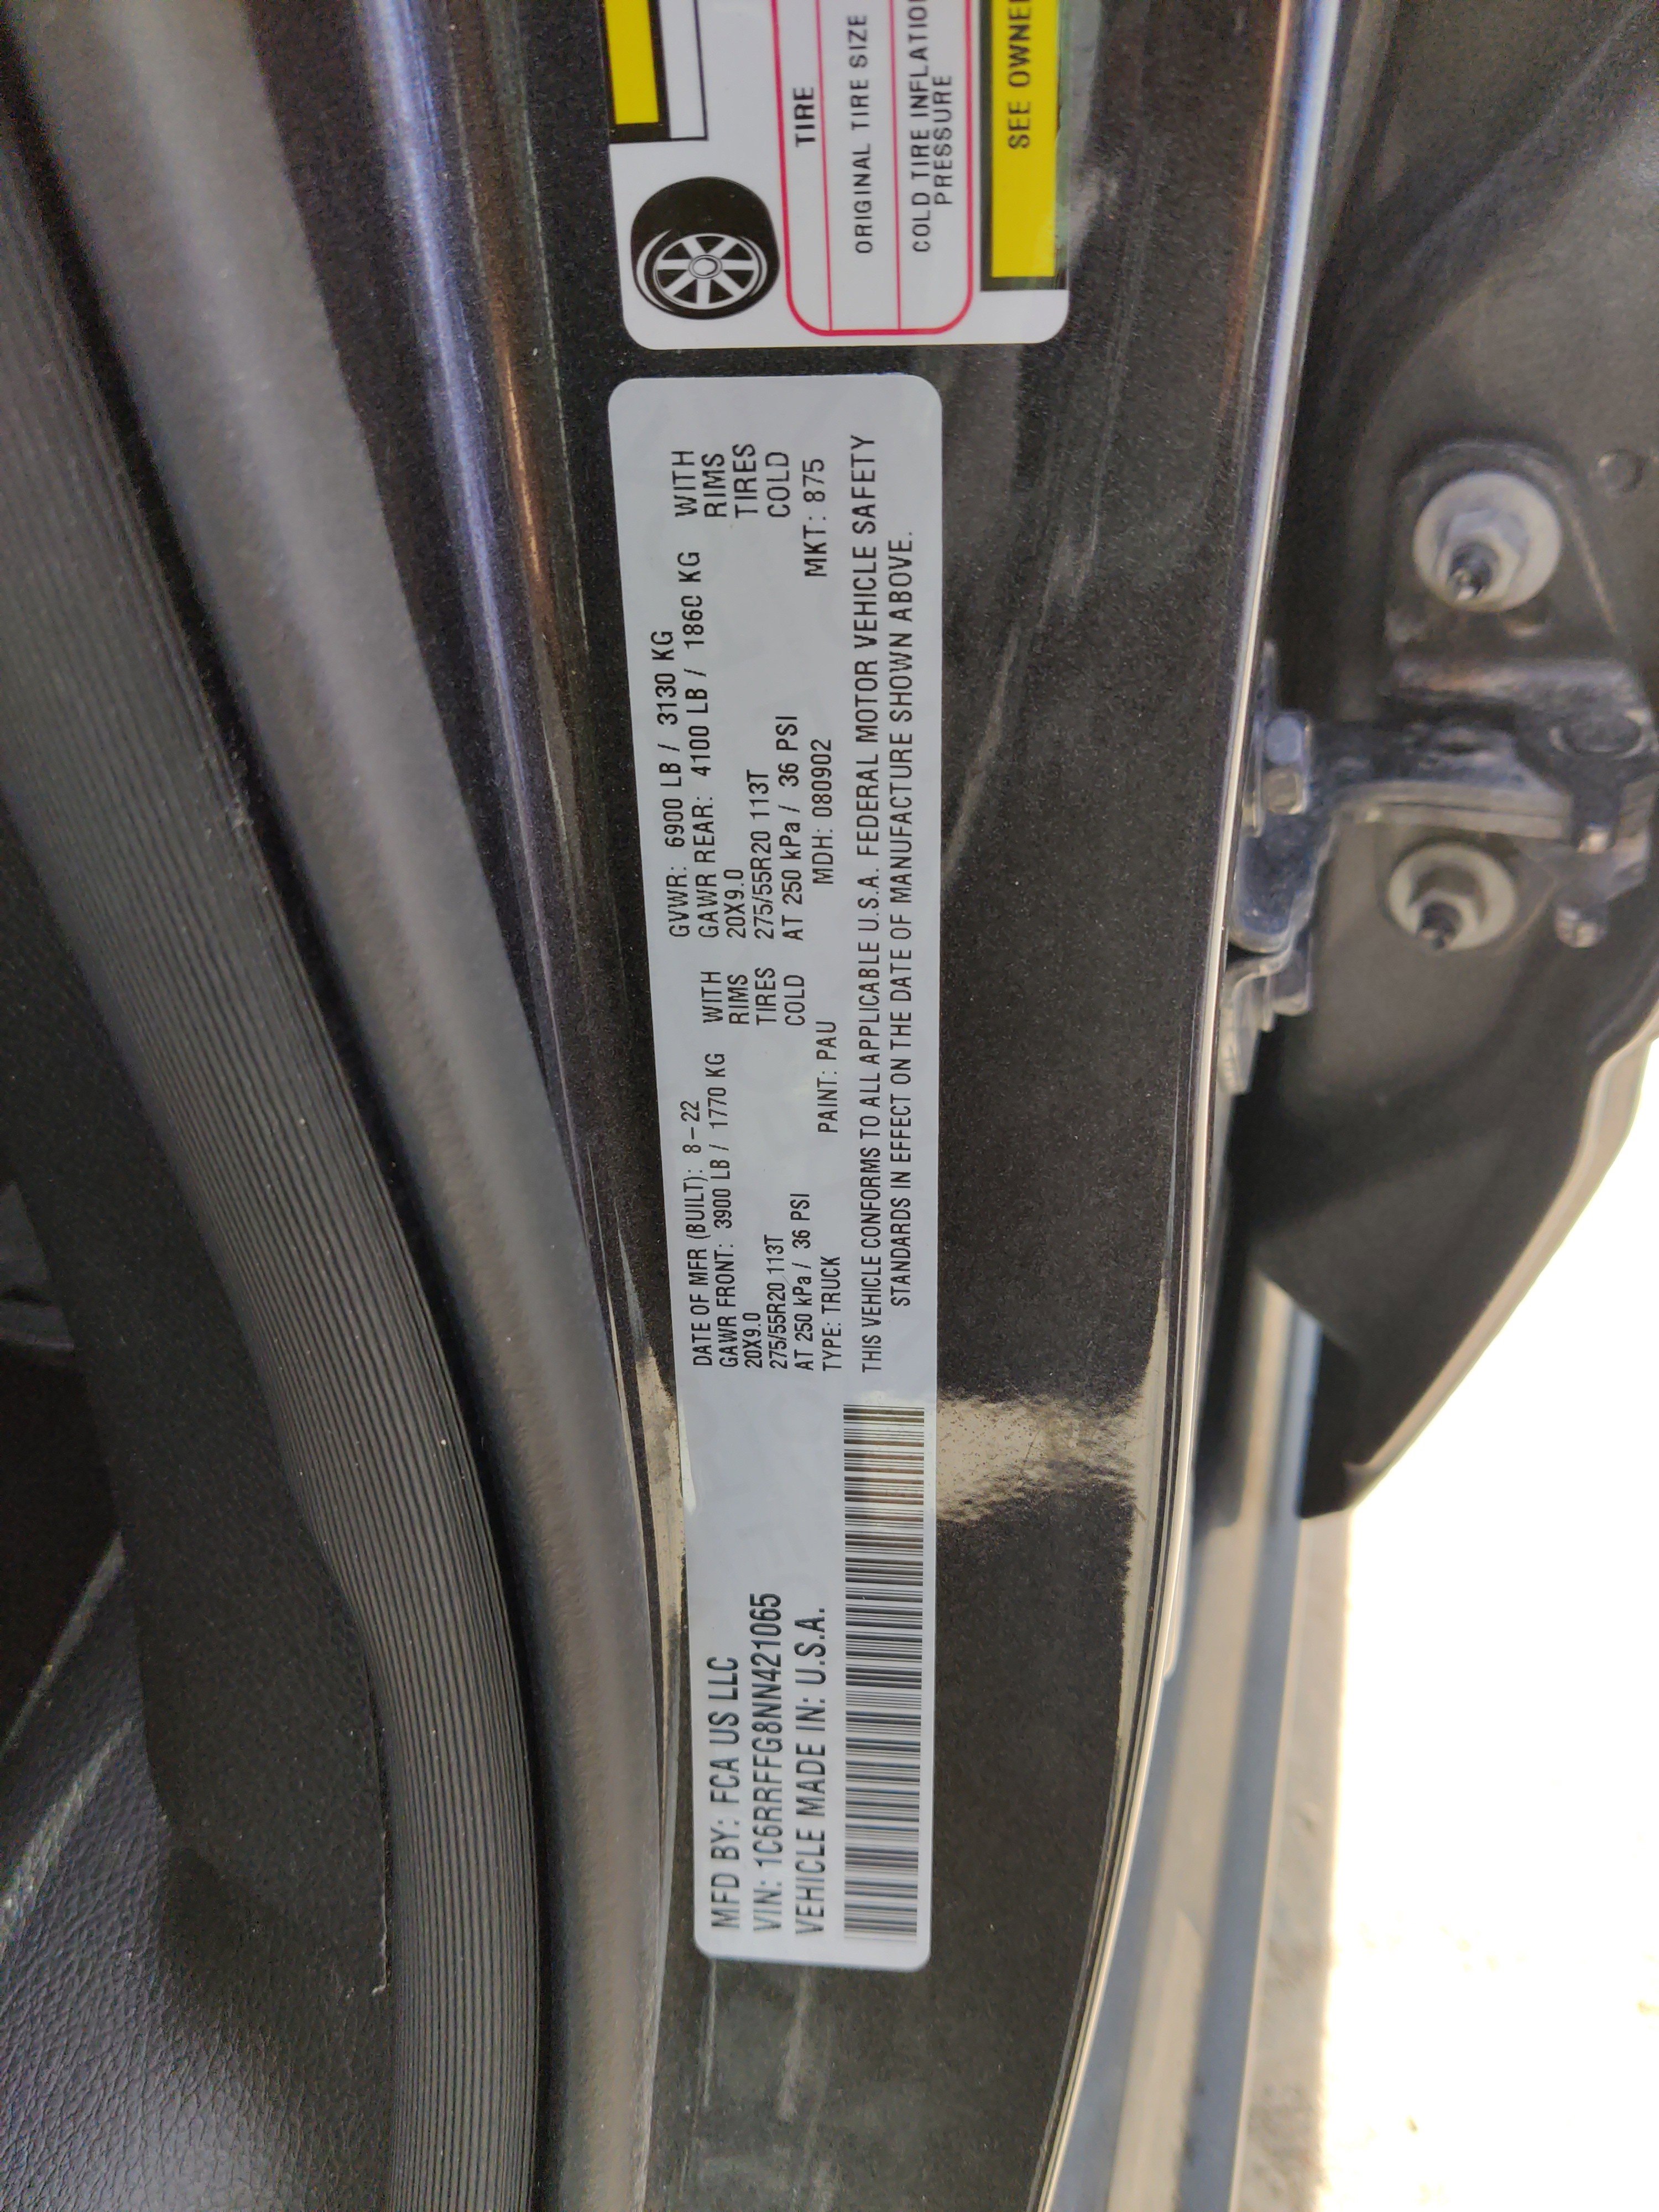 MFD BY: FCA US LLC
VIN: 1C6RRFFG8NN421065
VEHICLE MADE IN: U.S.A.
DATE OF MFR (BUILT): 8-22
GVWR: 6900 LB / 3130 KG
GAWR FRONT: 3900 LB / 1770 KG WITH
20X9.0 RIMS
275/55R20 113T TIRES
AT 250 kPa / 36 PSI COLD
GAWR REAR: 4100 LB / 1860 KG WITH
20X9.0 RIMS
275/55R20 113T TIRES
AT 250 kPa / 36 PSI COLD
TYPE: TRUCK PAINT: PAU MDH: 080902 MKT: 875
THIS VEHICLE CONFORMS TO ALL APPLICABLE U.S.A. FEDERAL MOTOR VEHICLE SAFETY
STANDARDS IN EFFECT ON THE DATE OF MANUFACTURE SHOWN ABOVE.
TIRE
ORIGINAL TIRE SIZE
COLD TIRE INFLATIO
PRESSURE
SEE OWNE